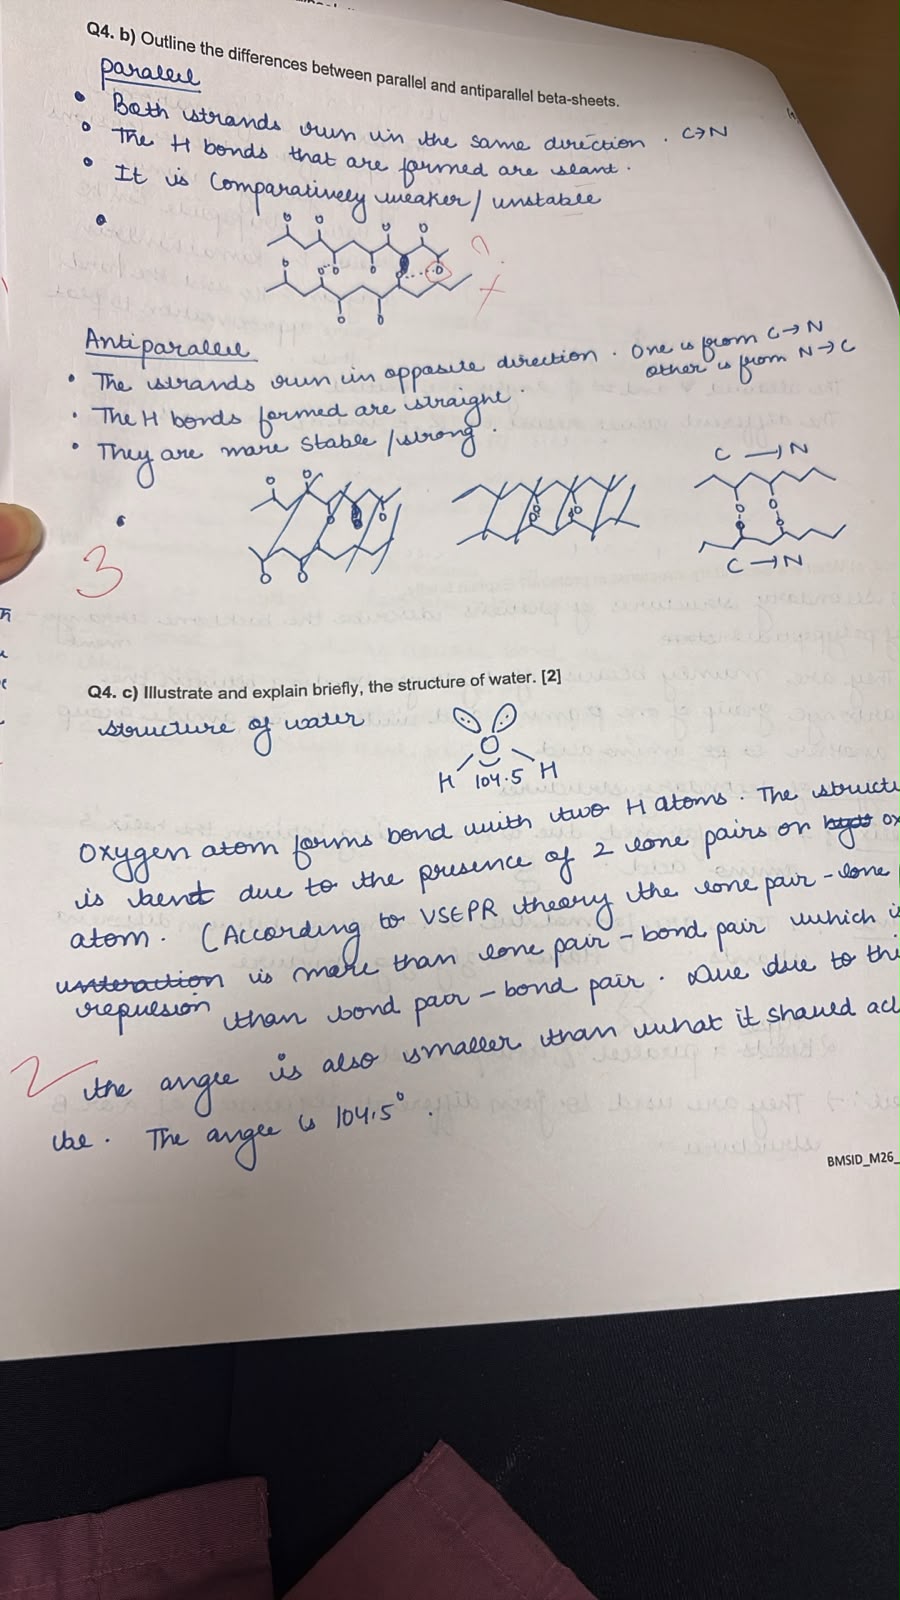 Q4. b) Outline the differences between parallel and antiparallel beta-sheets.
Parallel
• Both strands run in the same direction. C→N
• The H bonds that are formed are slant.
• It is Comparatively weaker / unstable
?
Antiparallel
• The strands run in opposite direction. One is from C→N
other is from N→C
• The H bonds formed are straight.
• They are more Stable / strong.
C → N
C → N
3
Q4. c) Illustrate and explain briefly, the structure of water. [2]
Structure of water
O
H 104.5 H
Oxygen atom forms bond with two H atoms. The struct
is bent due to the presence of 2 lone pairs on ox
atom. (According to VSEPR theory the lone pair - lone
interaction is more than lone pair - bond pair which is
repulsion than bond pair - bond pair. Due due to thi
the angle is also smaller than what it should act
be. The angle is 104.5°.
2
BMSID_M26_